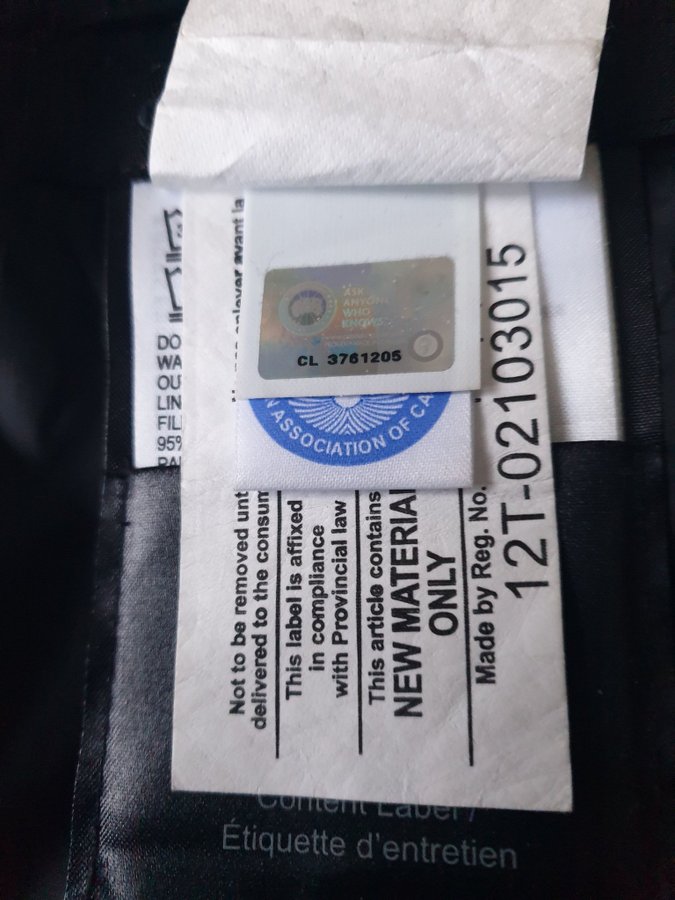 ASK
ANYONE
WHO
KNOWS
CL 3761205
ASSOCIATION OF CA
DO
WA
OU
LIN
FIL
95%
Not to be removed unt
delivered to the consum
This label is affixed
in compliance
with Provincial law
This article contains
NEW MATERIAL
ONLY
Made by Reg. No.
12T-02103015
Content Label /
Étiquette d'entretien